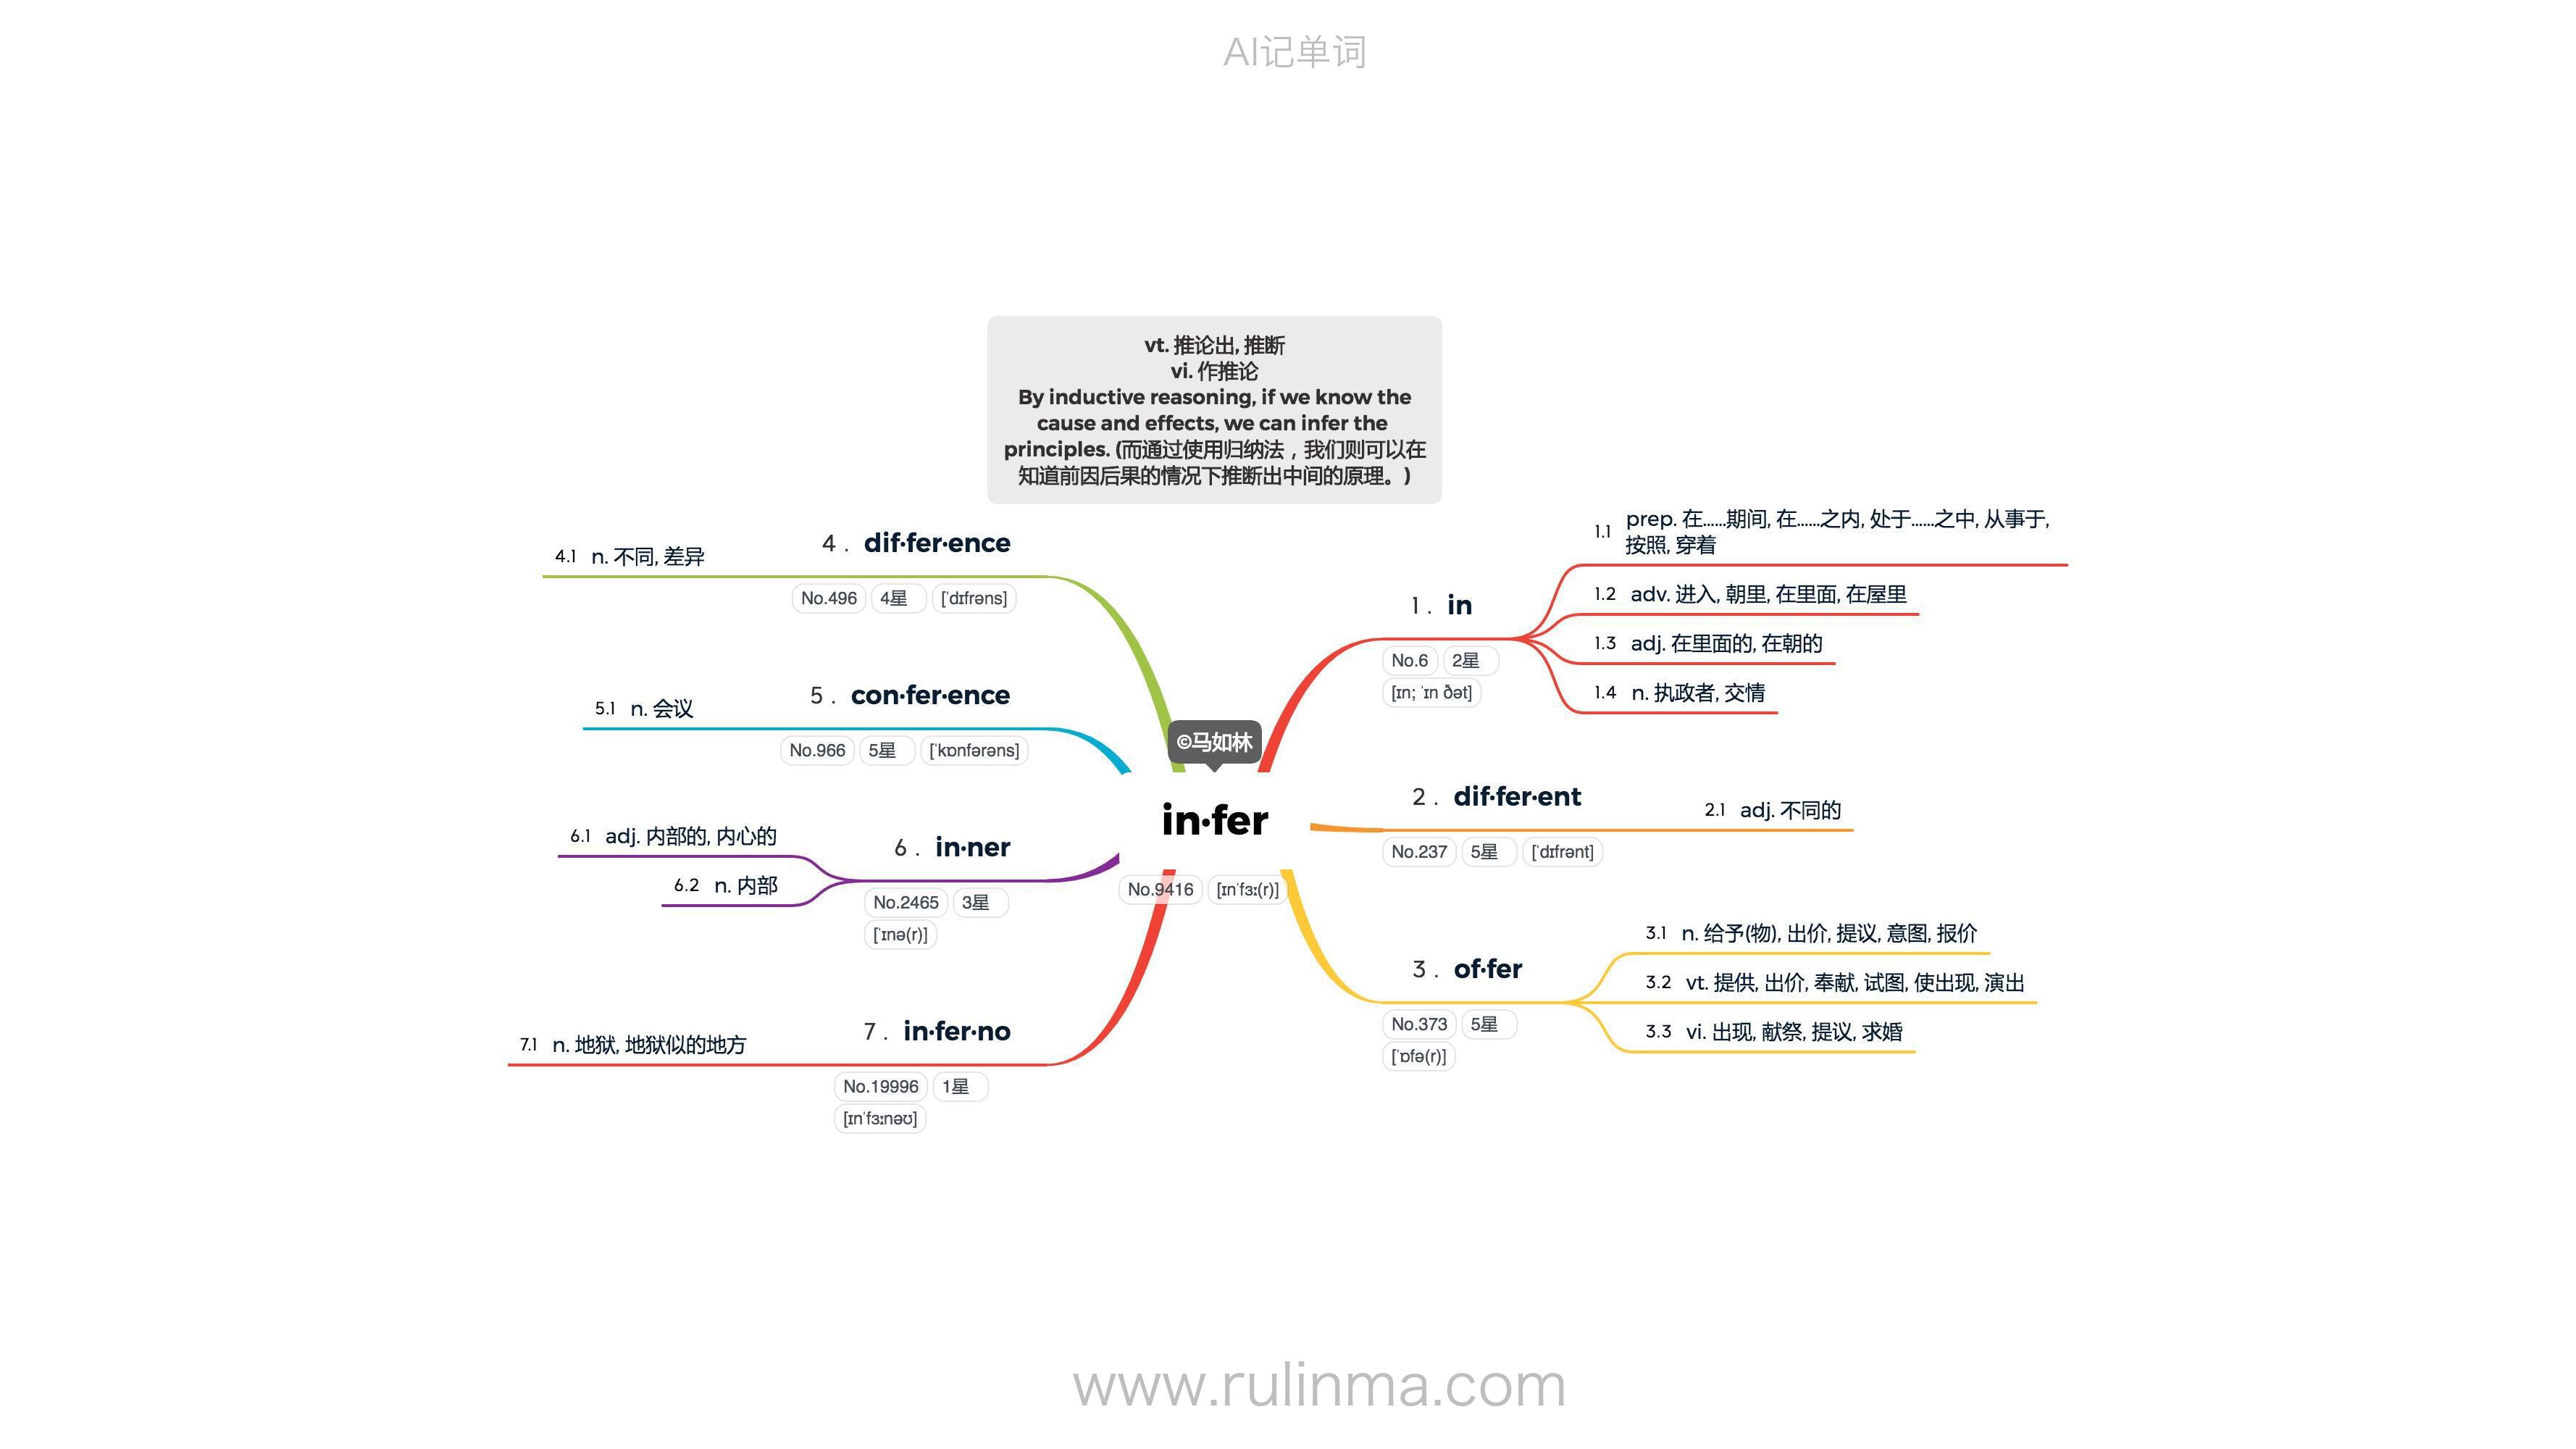 AI记单词
vt. 推论出, 推断
vi. 作推论
By inductive reasoning, if we know the
cause and effects, we can infer the
principles. (而通过使用归纳法，我们则可以在
知道前因后果的情况下推断出中间的原理。)
©马如林
in·fer
No.9416 [ɪnˈfɜː(r)]
1. in
No.6 2星
[ɪn; ˈɪn ðət]
1.1 prep. 在……期间, 在……之内, 处于……之中, 从事于,
按照, 穿着
1.2 adv. 进入, 朝里, 在里面, 在屋里
1.3 adj. 在里面的, 在朝的
1.4 n. 执政者, 交情
2. dif·fer·ent
No.237 5星 [ˈdɪfrənt]
2.1 adj. 不同的
3. of·fer
No.373 5星
[ˈɒfə(r)]
3.1 n. 给予(物), 出价, 提议, 意图, 报价
3.2 vt. 提供, 出价, 奉献, 试图, 使出现, 演出
3.3 vi. 出现, 献祭, 提议, 求婚
4. dif·fer·ence
No.496 4星 [ˈdɪfrəns]
4.1 n. 不同, 差异
5. con·fer·ence
No.966 5星 [ˈkɒnfərəns]
5.1 n. 会议
6. in·ner
No.2465 3星
[ˈɪnə(r)]
6.1 adj. 内部的, 内心的
6.2 n. 内部
7. in·fer·no
No.19996 1星
[ɪnˈfɜːnəʊ]
7.1 n. 地狱, 地狱似的地方
www.rulinma.com